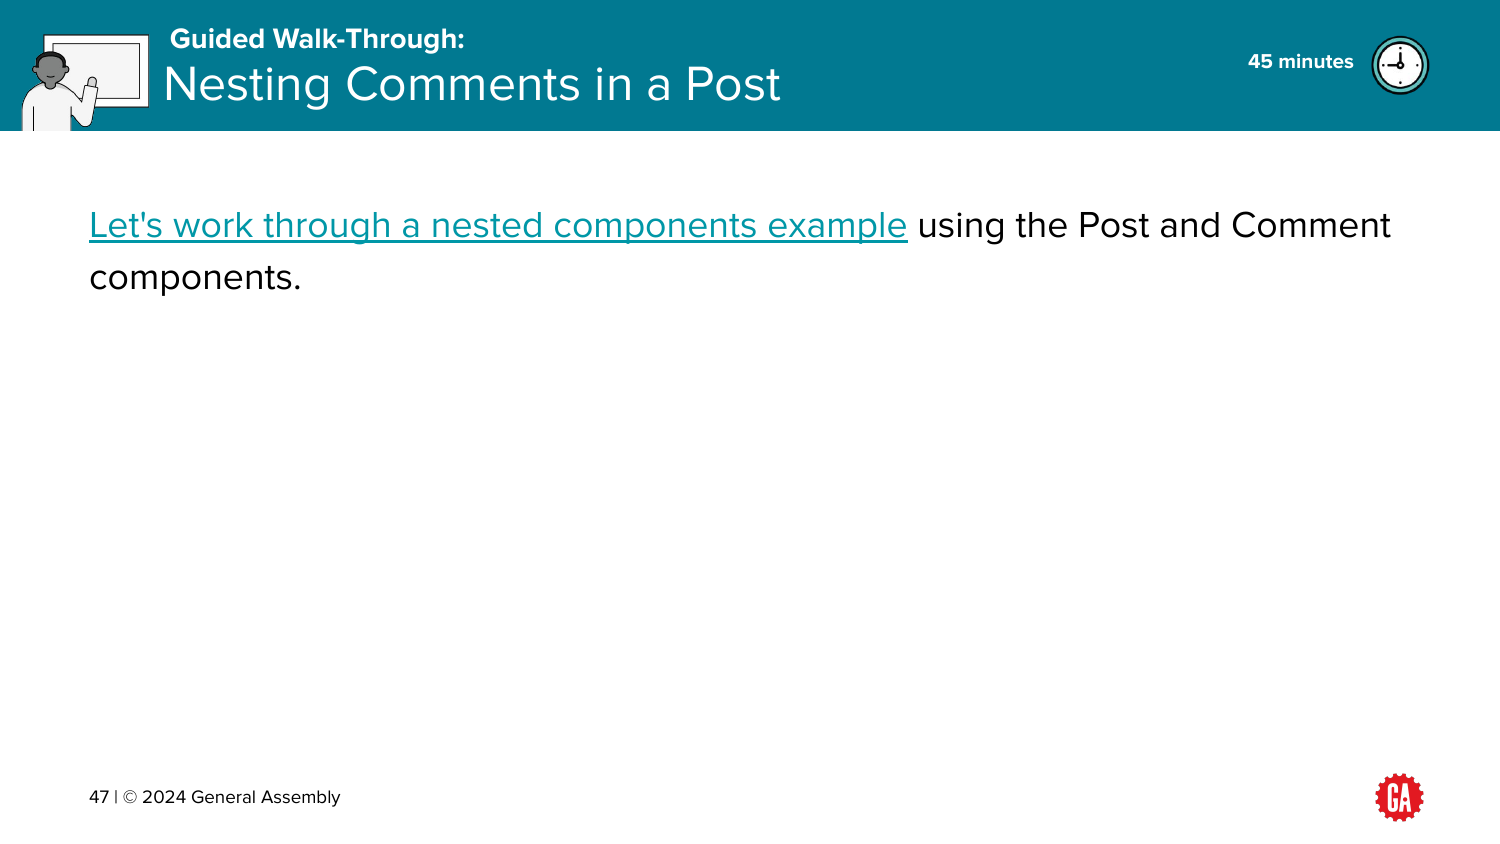 Guided Walk-Through:
Nesting Comments in a Post
45 minutes
Let's work through a nested components example using the Post and Comment
components.
47 | © 2024 General Assembly
GA